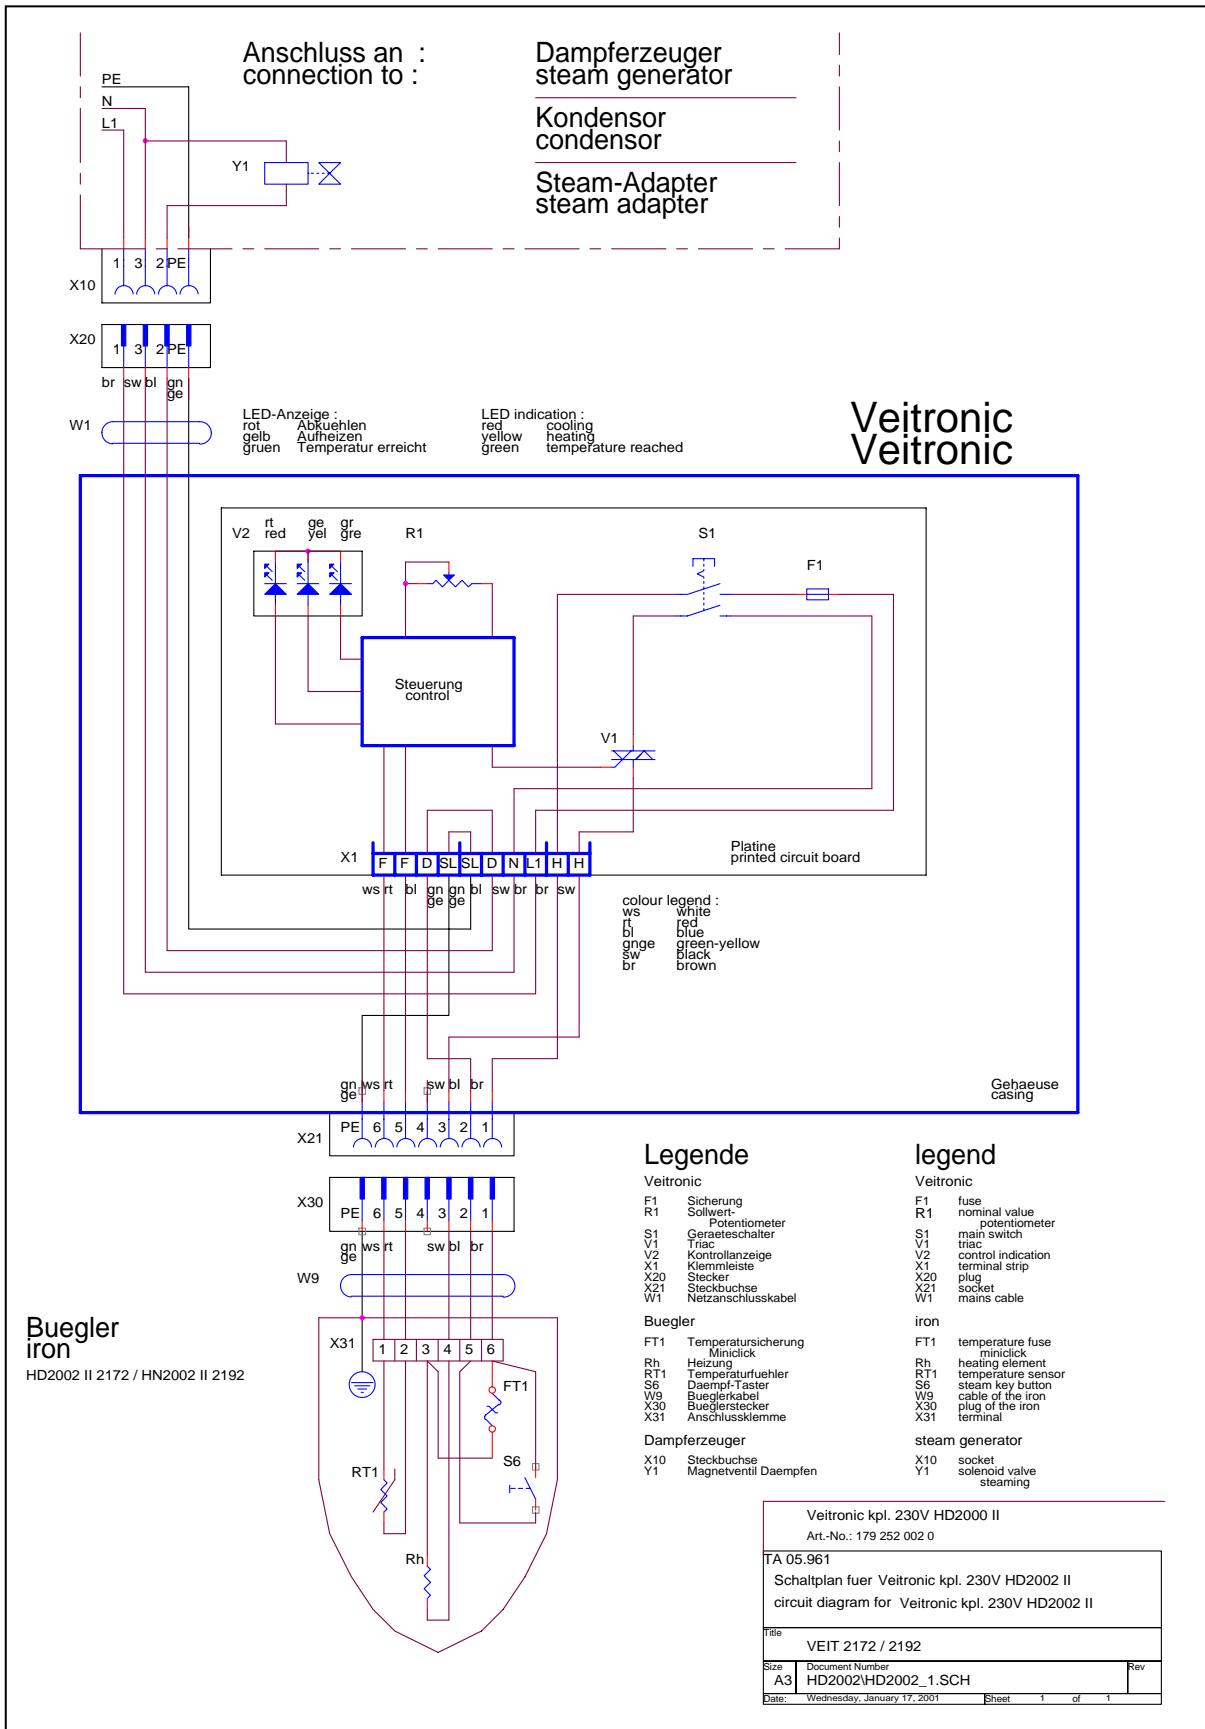 Anschluss an :
connection to :
Dampferzeuger
steam generator
Kondensor
condensor
Steam-Adapter
steam adapter
PE
N
L1
Y1
1 3 2 PE
X10
X20
1 3 2 PE
br sw bl gn
ge
W1
LED-Anzeige :
rot Abkuehlen
gelb Aufheizen
gruen Temperatur erreicht
LED indication :
red cooling
yellow heating
green temperature reached
Veitronic
Veitronic
V2
rt ge gr
red yel gre
R1
S1
F1
Steuerung
control
V1
X1
F F D SL SL D N L1 H H
Platine
printed circuit board
ws rt bl gn gn bl sw br br sw
ge ge
colour legend :
ws white
rt red
bl blue
gnge green-yellow
sw black
br brown
gn ws rt sw bl br
ge
Gehaeuse
casing
X21
PE 6 5 4 3 2 1
X30
PE 6 5 4 3 2 1
gn ws rt sw bl br
ge
W9
Buegler
iron
HD2002 II 2172 / HN2002 II 2192
X31
1 2 3 4 5 6
FT1
S6
RT1
Rh
Legende
Veitronic
F1 Sicherung
R1 Sollwert-
Potentiometer
S1 Geraeteschalter
V1 Triac
V2 Kontrollanzeige
X1 Klemmleiste
X20 Stecker
X21 Steckbuchse
W1 Netzanschlusskabel
Buegler
FT1 Temperatursicherung
Miniclick
Rh Heizung
RT1 Temperaturfuehler
S6 Daempf-Taster
W9 Bueglerkabel
X30 Bueglerstecker
X31 Anschlussklemme
Dampferzeuger
X10 Steckbuchse
Y1 Magnetventil Daempfen
legend
Veitronic
F1 fuse
R1 nominal value
potentiometer
S1 main switch
V1 triac
V2 control indication
X1 terminal strip
X20 plug
X21 socket
W1 mains cable
iron
FT1 temperature fuse
miniclick
Rh heating element
RT1 temperature sensor
S6 steam key button
W9 cable of the iron
X30 plug of the iron
X31 terminal
steam generator
X10 socket
Y1 solenoid valve
steaming
Veitronic kpl. 230V HD2000 II
Art.-No.: 179 252 002 0
TA 05.961
Schaltplan fuer Veitronic kpl. 230V HD2002 II
circuit diagram for Veitronic kpl. 230V HD2002 II
Title
VEIT 2172 / 2192
Size Document Number Rev
A3 HD2002\HD2002_1.SCH
Date: Wednesday, January 17, 2001 Sheet 1 of 1